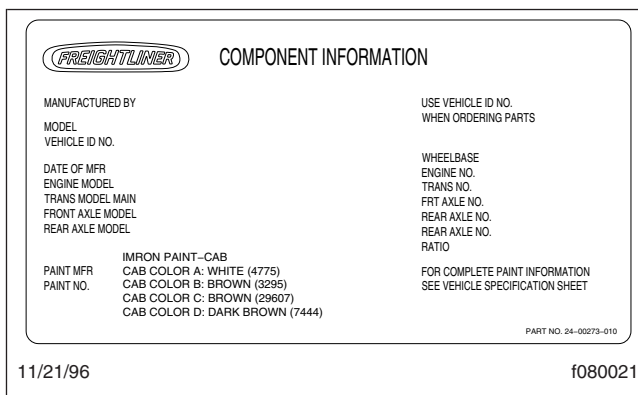 FREIGHTLINER
COMPONENT INFORMATION
MANUFACTURED BY
MODEL
VEHICLE ID NO.
DATE OF MFR
ENGINE MODEL
TRANS MODEL MAIN
FRONT AXLE MODEL
REAR AXLE MODEL
USE VEHICLE ID NO.
WHEN ORDERING PARTS
WHEELBASE
ENGINE NO.
TRANS NO.
FRT AXLE NO.
REAR AXLE NO.
REAR AXLE NO.
RATIO
IMRON PAINT–CAB
PAINT MFR CAB COLOR A: WHITE (4775)
PAINT NO. CAB COLOR B: BROWN (3295)
CAB COLOR C: BROWN (29607)
CAB COLOR D: DARK BROWN (7444)
FOR COMPLETE PAINT INFORMATION
SEE VEHICLE SPECIFICATION SHEET
PART NO. 24–00273–010
11/21/96 f080021